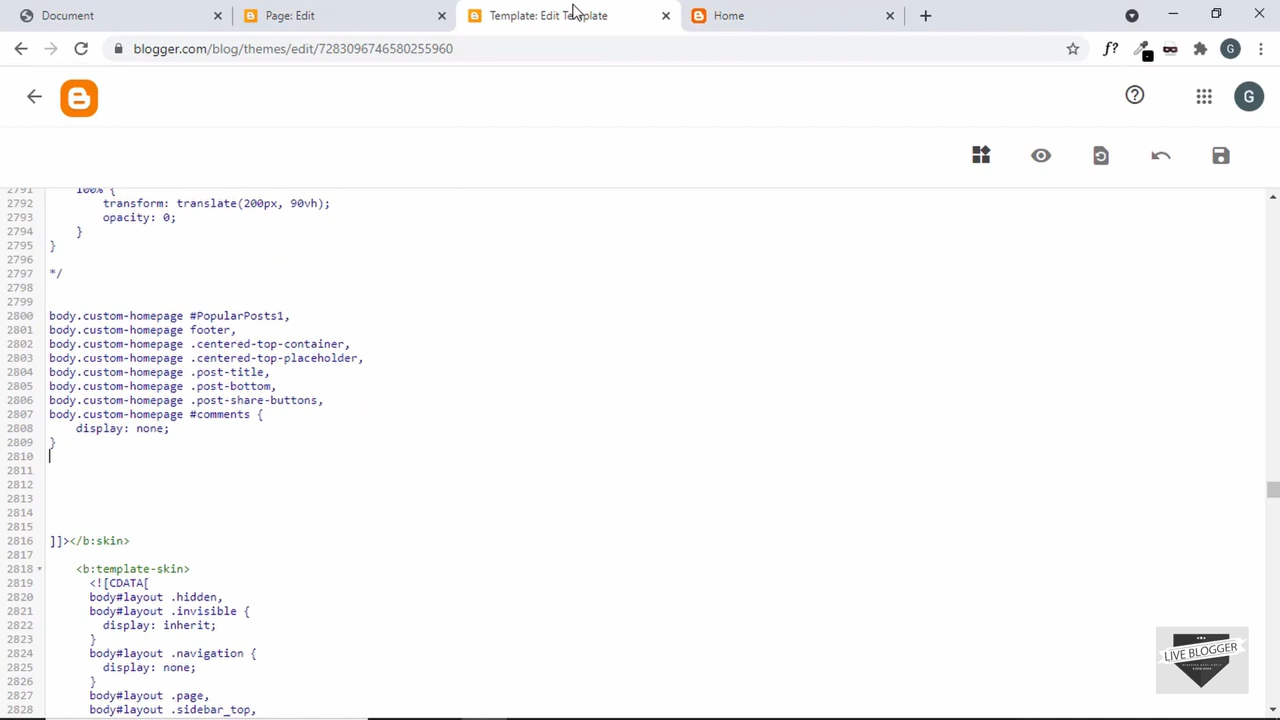 Document
Page: Edit
Template: Edit Template
Home
blogger.com/blog/themes/edit/7283096746580255960
f?
G
G
2791 100% {
2792 transform: translate(200px, 90vh);
2793 opacity: 0;
2794 }
2795 }
2796
2797 */
2798
2799
2800 body.custom-homepage #PopularPosts1,
2801 body.custom-homepage footer,
2802 body.custom-homepage .centered-top-container,
2803 body.custom-homepage .centered-top-placeholder,
2804 body.custom-homepage .post-title,
2805 body.custom-homepage .post-bottom,
2806 body.custom-homepage .post-share-buttons,
2807 body.custom-homepage #comments {
2808 display: none;
2809 }
2810
2811
2812
2813
2814
2815
2816 ]]></b:skin>
2817
2818 <b:template-skin>
2819 <![CDATA[
2820 body#layout .hidden,
2821 body#layout .invisible {
2822 display: inherit;
2823 }
2824 body#layout .navigation {
2825 display: none;
2826 }
2827 body#layout .page,
2828 body#layout .sidebar_top,
LIVE BLOGGER